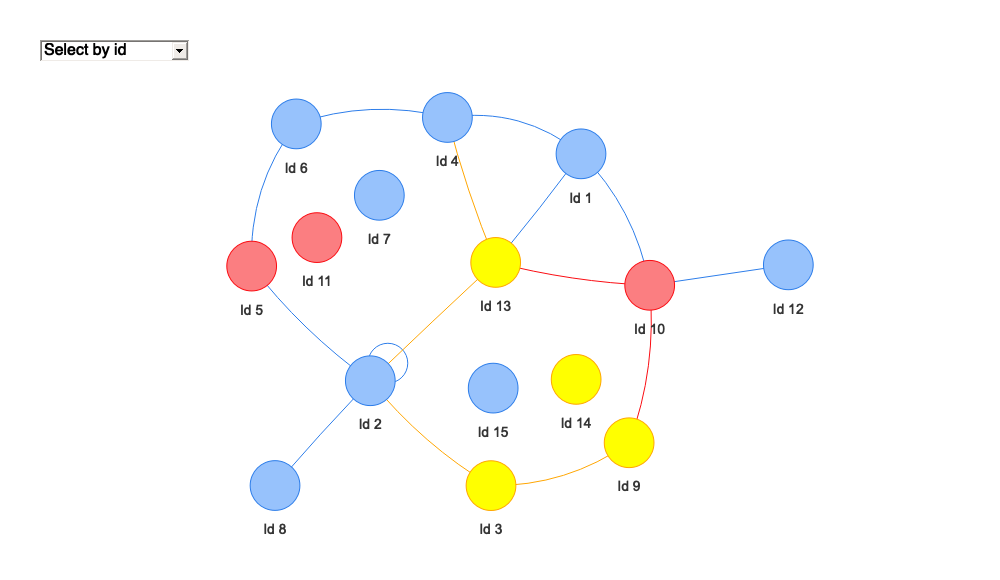 Select by id
Id 6
Id 4
Id 1
Id 7
Id 11
Id 5
Id 13
Id 12
Id 10
Id 2
Id 15
Id 14
Id 9
Id 8
Id 3